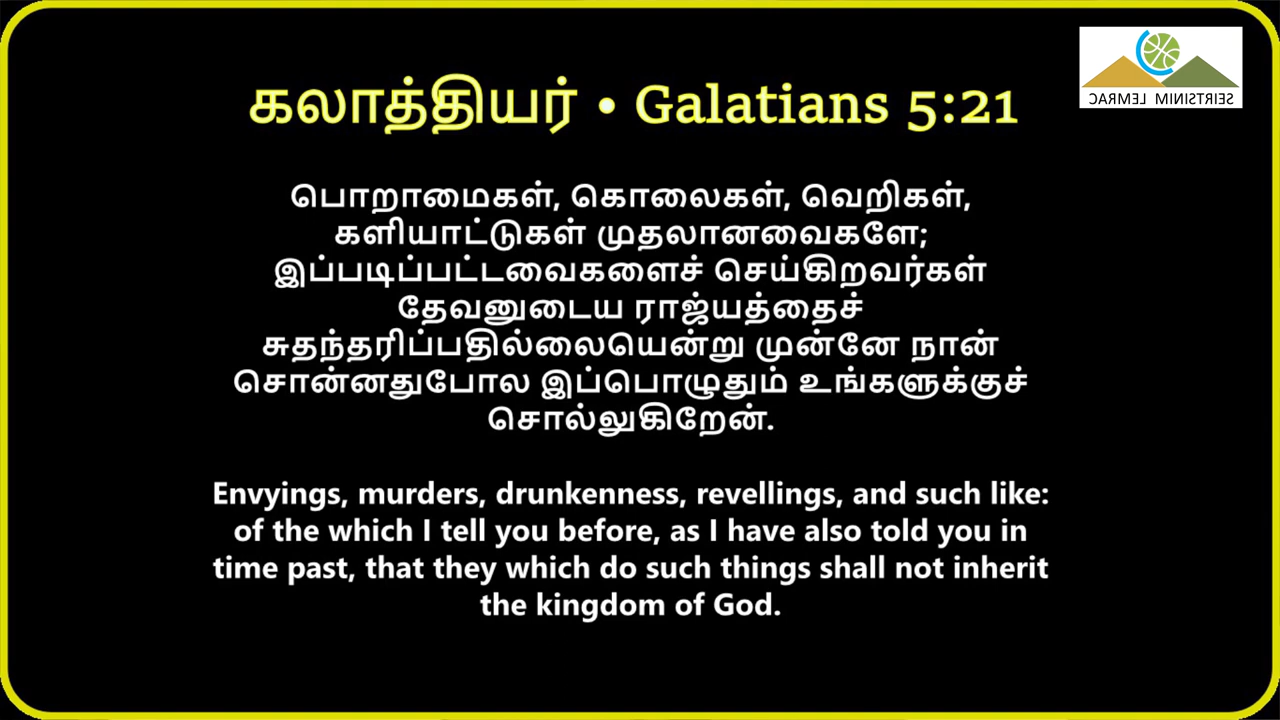 கலாத்தியர் • Galatians 5:21
CARMEL MINISTRIES
பொறாமைகள், கொலைகள், வெறிகள்,
களியாட்டுகள் முதலானவைகளே;
இப்படிப்பட்டவைகளைச் செய்கிறவர்கள்
தேவனுடைய ராஜ்யத்தைச்
சுதந்தரிப்பதில்லையென்று முன்னே நான்
சொன்னதுபோல இப்பொழுதும் உங்களுக்குச்
சொல்லுகிறேன்.
Envyings, murders, drunkenness, revellings, and such like:
of the which I tell you before, as I have also told you in
time past, that they which do such things shall not inherit
the kingdom of God.